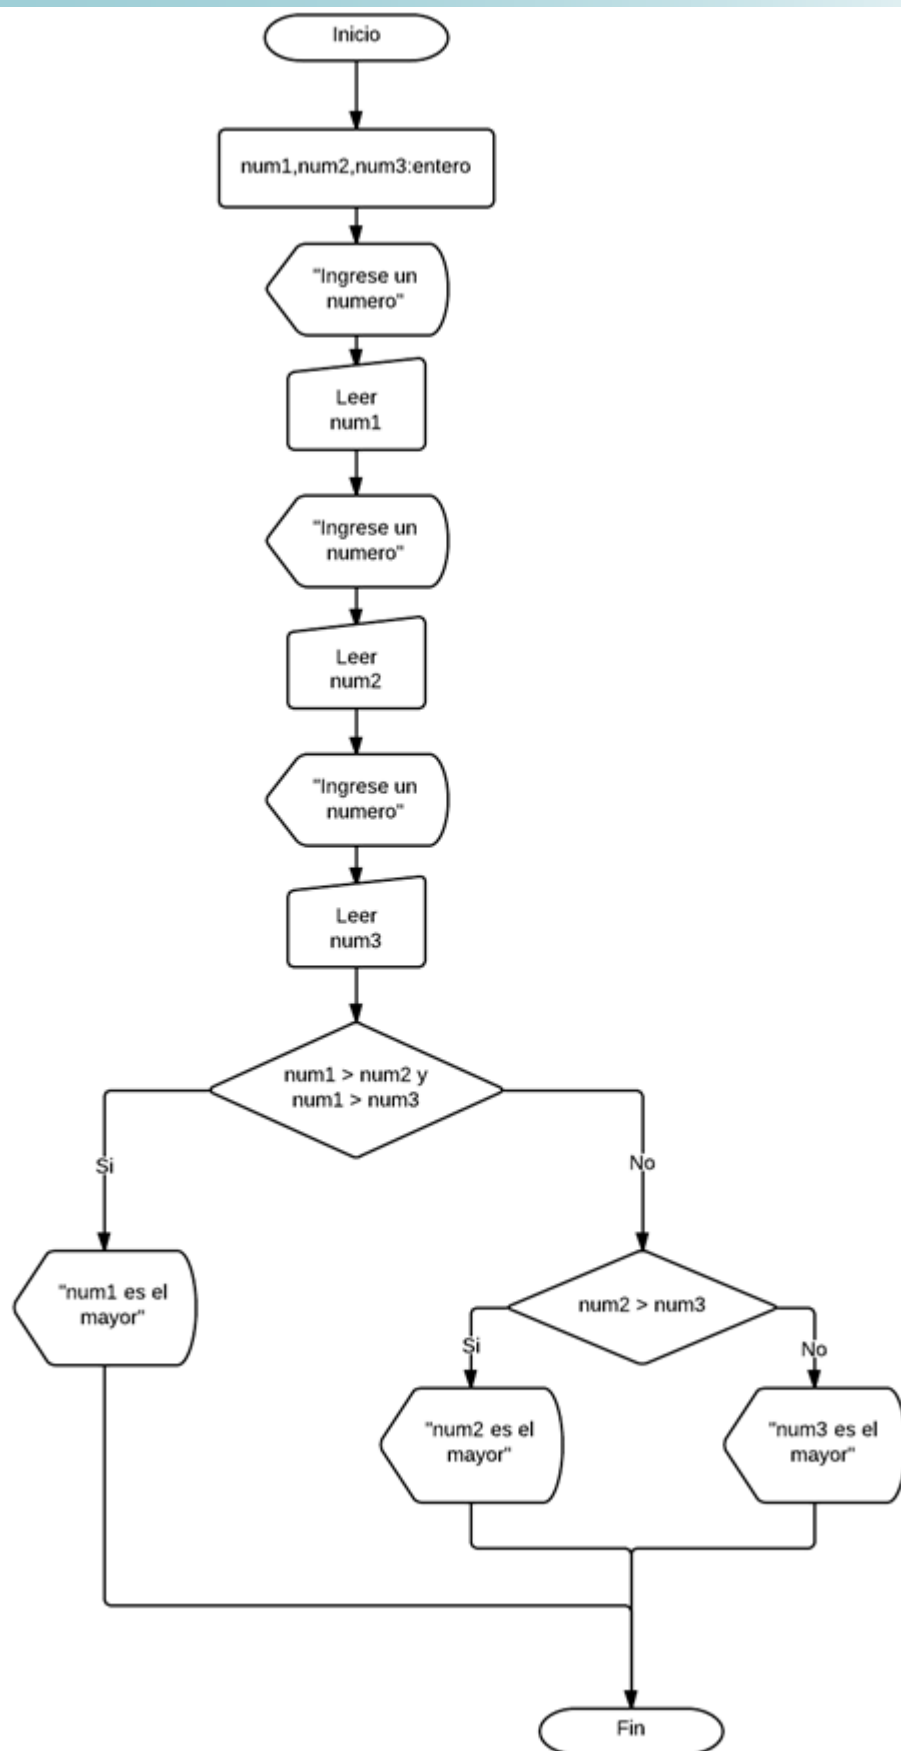 Inicio
num1,num2,num3:entero
"Ingrese un
numero"
Leer
num1
"Ingrese un
numero"
Leer
num2
"Ingrese un
numero"
Leer
num3
num1 > num2 y
num1 > num3
Si
No
"num1 es el
mayor"
num2 > num3
Si
No
"num2 es el
mayor"
"num3 es el
mayor"
Fin